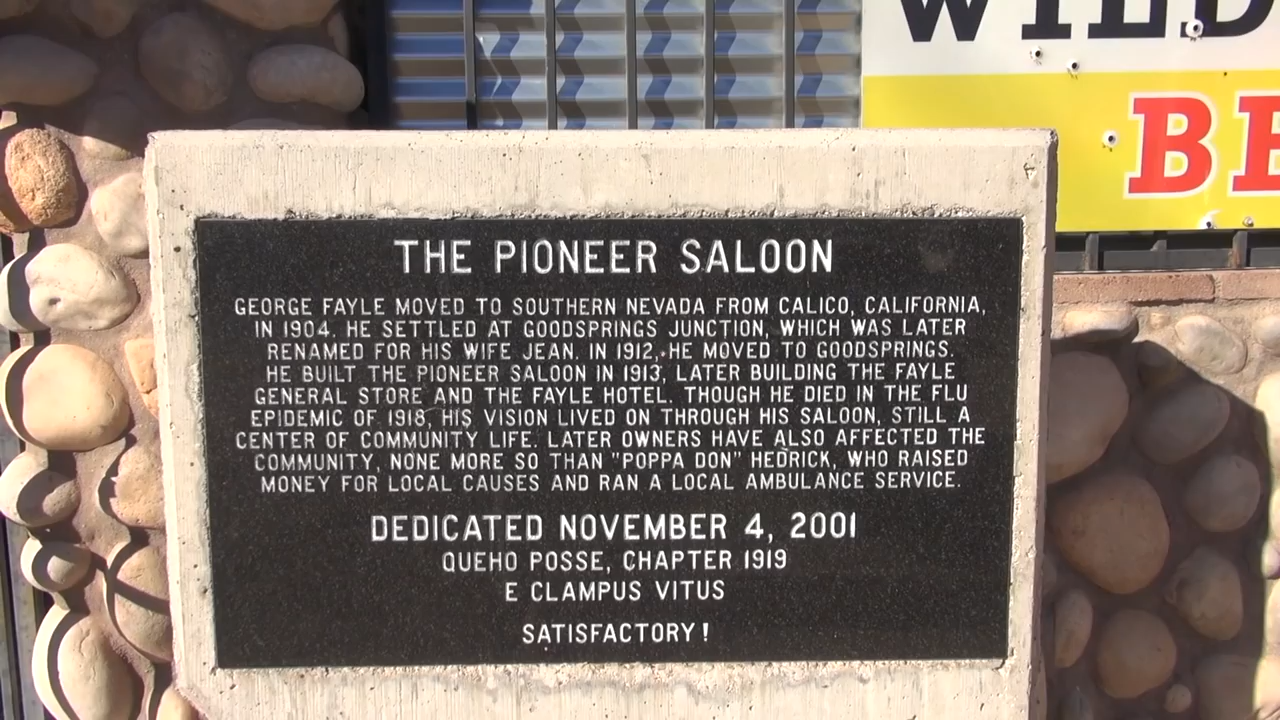 WILD
BE
THE PIONEER SALOON
GEORGE FAYLE MOVED TO SOUTHERN NEVADA FROM CALICO, CALIFORNIA,
IN 1904. HE SETTLED AT GOODSPRINGS JUNCTION, WHICH WAS LATER
RENAMED FOR HIS WIFE JEAN. IN 1912, HE MOVED TO GOODSPRINGS.
HE BUILT THE PIONEER SALOON IN 1913, LATER BUILDING THE FAYLE
GENERAL STORE AND THE FAYLE HOTEL. THOUGH HE DIED IN THE FLU
EPIDEMIC OF 1918, HIS VISION LIVED ON THROUGH HIS SALOON, STILL A
CENTER OF COMMUNITY LIFE. LATER OWNERS HAVE ALSO AFFECTED THE
COMMUNITY, NONE MORE SO THAN "POPPA DON" HEDRICK, WHO RAISED
MONEY FOR LOCAL CAUSES AND RAN A LOCAL AMBULANCE SERVICE.
DEDICATED NOVEMBER 4, 2001
QUEHO POSSE, CHAPTER 1919
E CLAMPUS VITUS
SATISFACTORY!